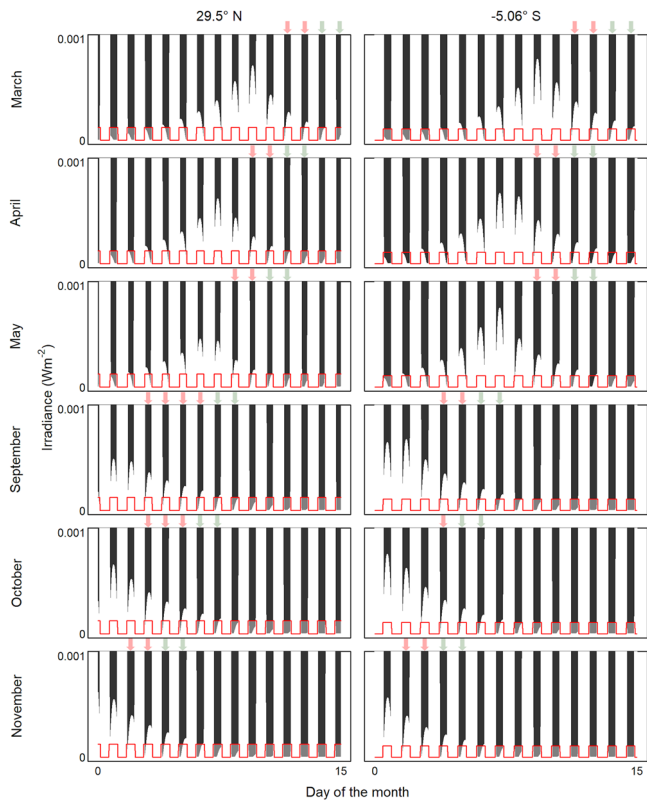 29.5° N
-5.06° S
0.001
March
0
April
0.001
0
0.001
May
0
Irradiance (Wm-2)
0.001
September
0
0.001
October
0
0.001
November
0
0
15
0
15
Day of the month